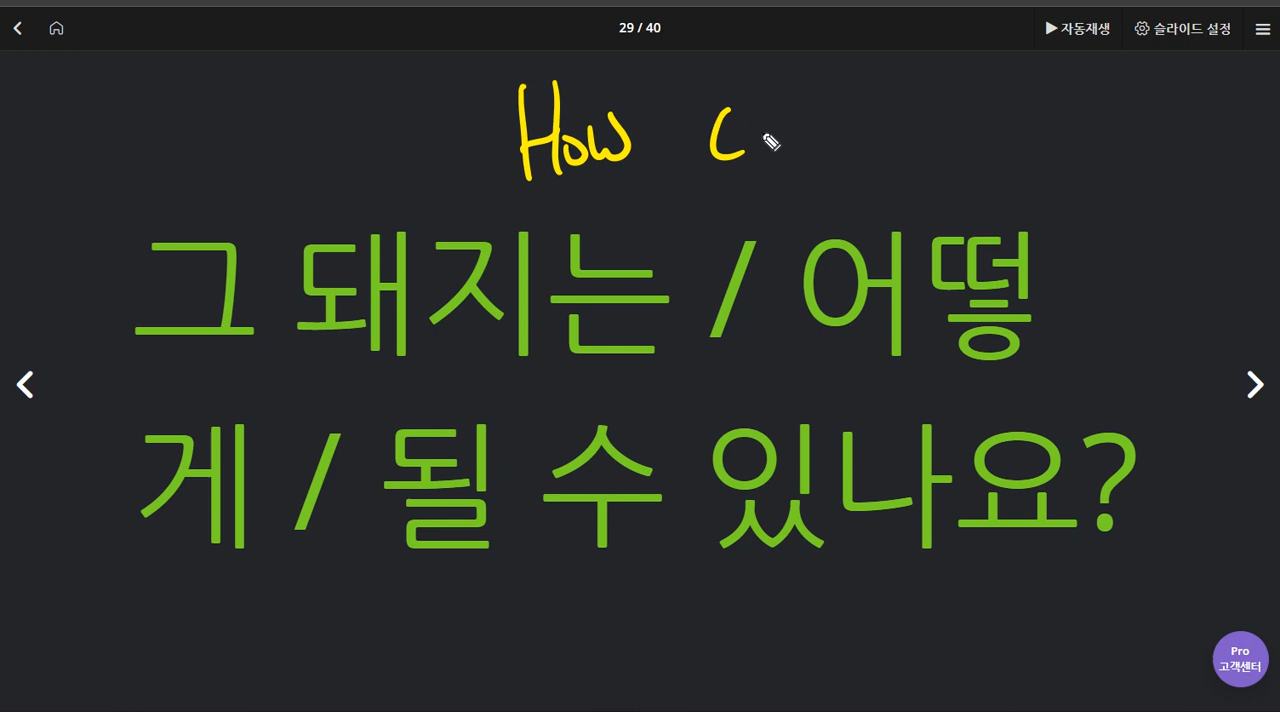 29 / 40
▶ 자동재생
슬라이드 설정
How C
그 돼지는 / 어떻
게 / 될 수 있나요?
Pro
고객센터